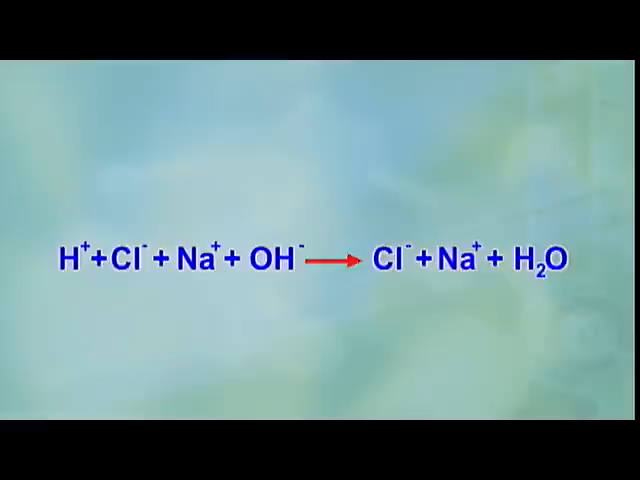 H⁺ + Cl⁻ + Na⁺ + OH⁻ → Cl⁻ + Na⁺ + H₂O